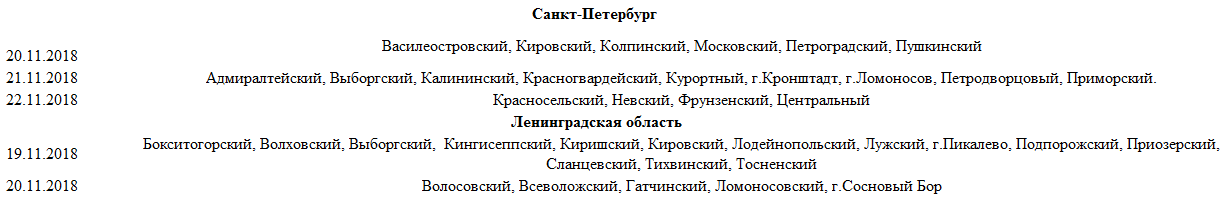 Санкт-Петербург
20.11.2018 Василеостровский, Кировский, Колпинский, Московский, Петроградский, Пушкинский
21.11.2018 Адмиралтейский, Выборгский, Калининский, Красногвардейский, Курортный, г.Кронштадт, г.Ломоносов, Петродворцовый, Приморский.
22.11.2018 Красносельский, Невский, Фрунзенский, Центральный
Ленинградская область
19.11.2018 Бокситогорский, Волховский, Выборгский, Кингисеппский, Киришский, Кировский, Лодейнопольский, Лужский, г.Пикалево, Подпорожский, Приозерский,
Сланцевский, Тихвинский, Тосненский
20.11.2018 Волосовский, Всеволожский, Гатчинский, Ломоносовский, г.Сосновый Бор